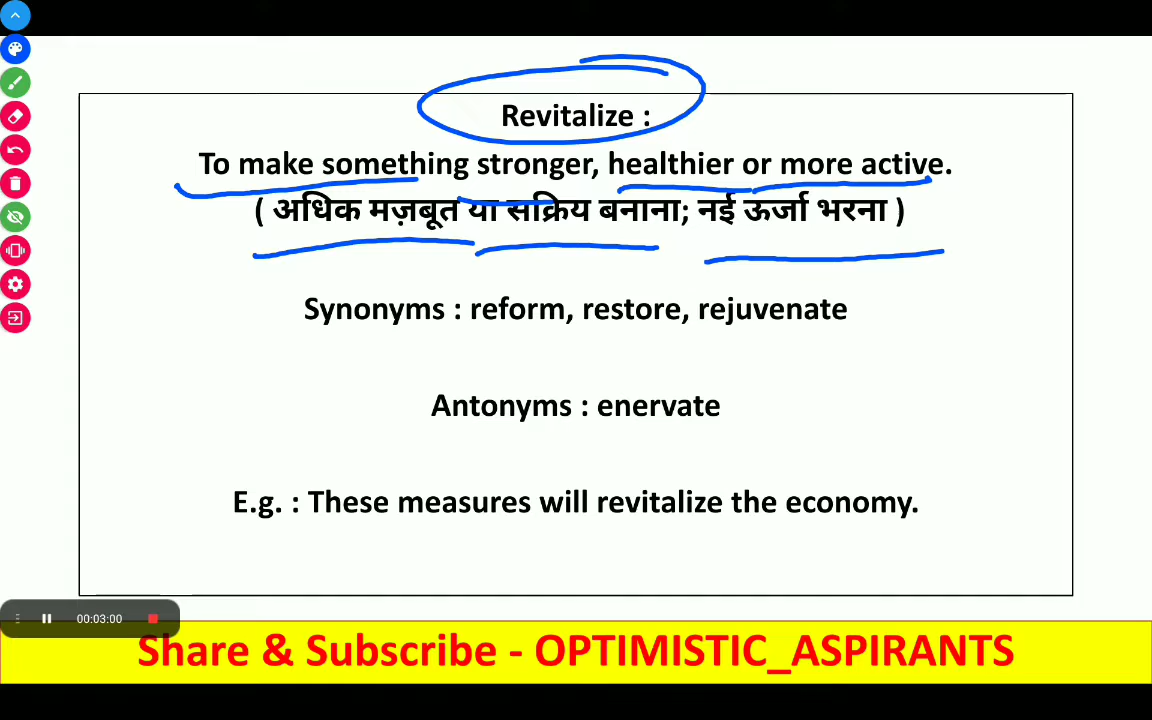 Revitalize :
To make something stronger, healthier or more active.
( अधिक मज़बूत या सक्रिय बनाना; नई ऊर्जा भरना )
Synonyms : reform, restore, rejuvenate
Antonyms : enervate
E.g. : These measures will revitalize the economy.
00:03:00
Share & Subscribe - OPTIMISTIC_ASPIRANTS